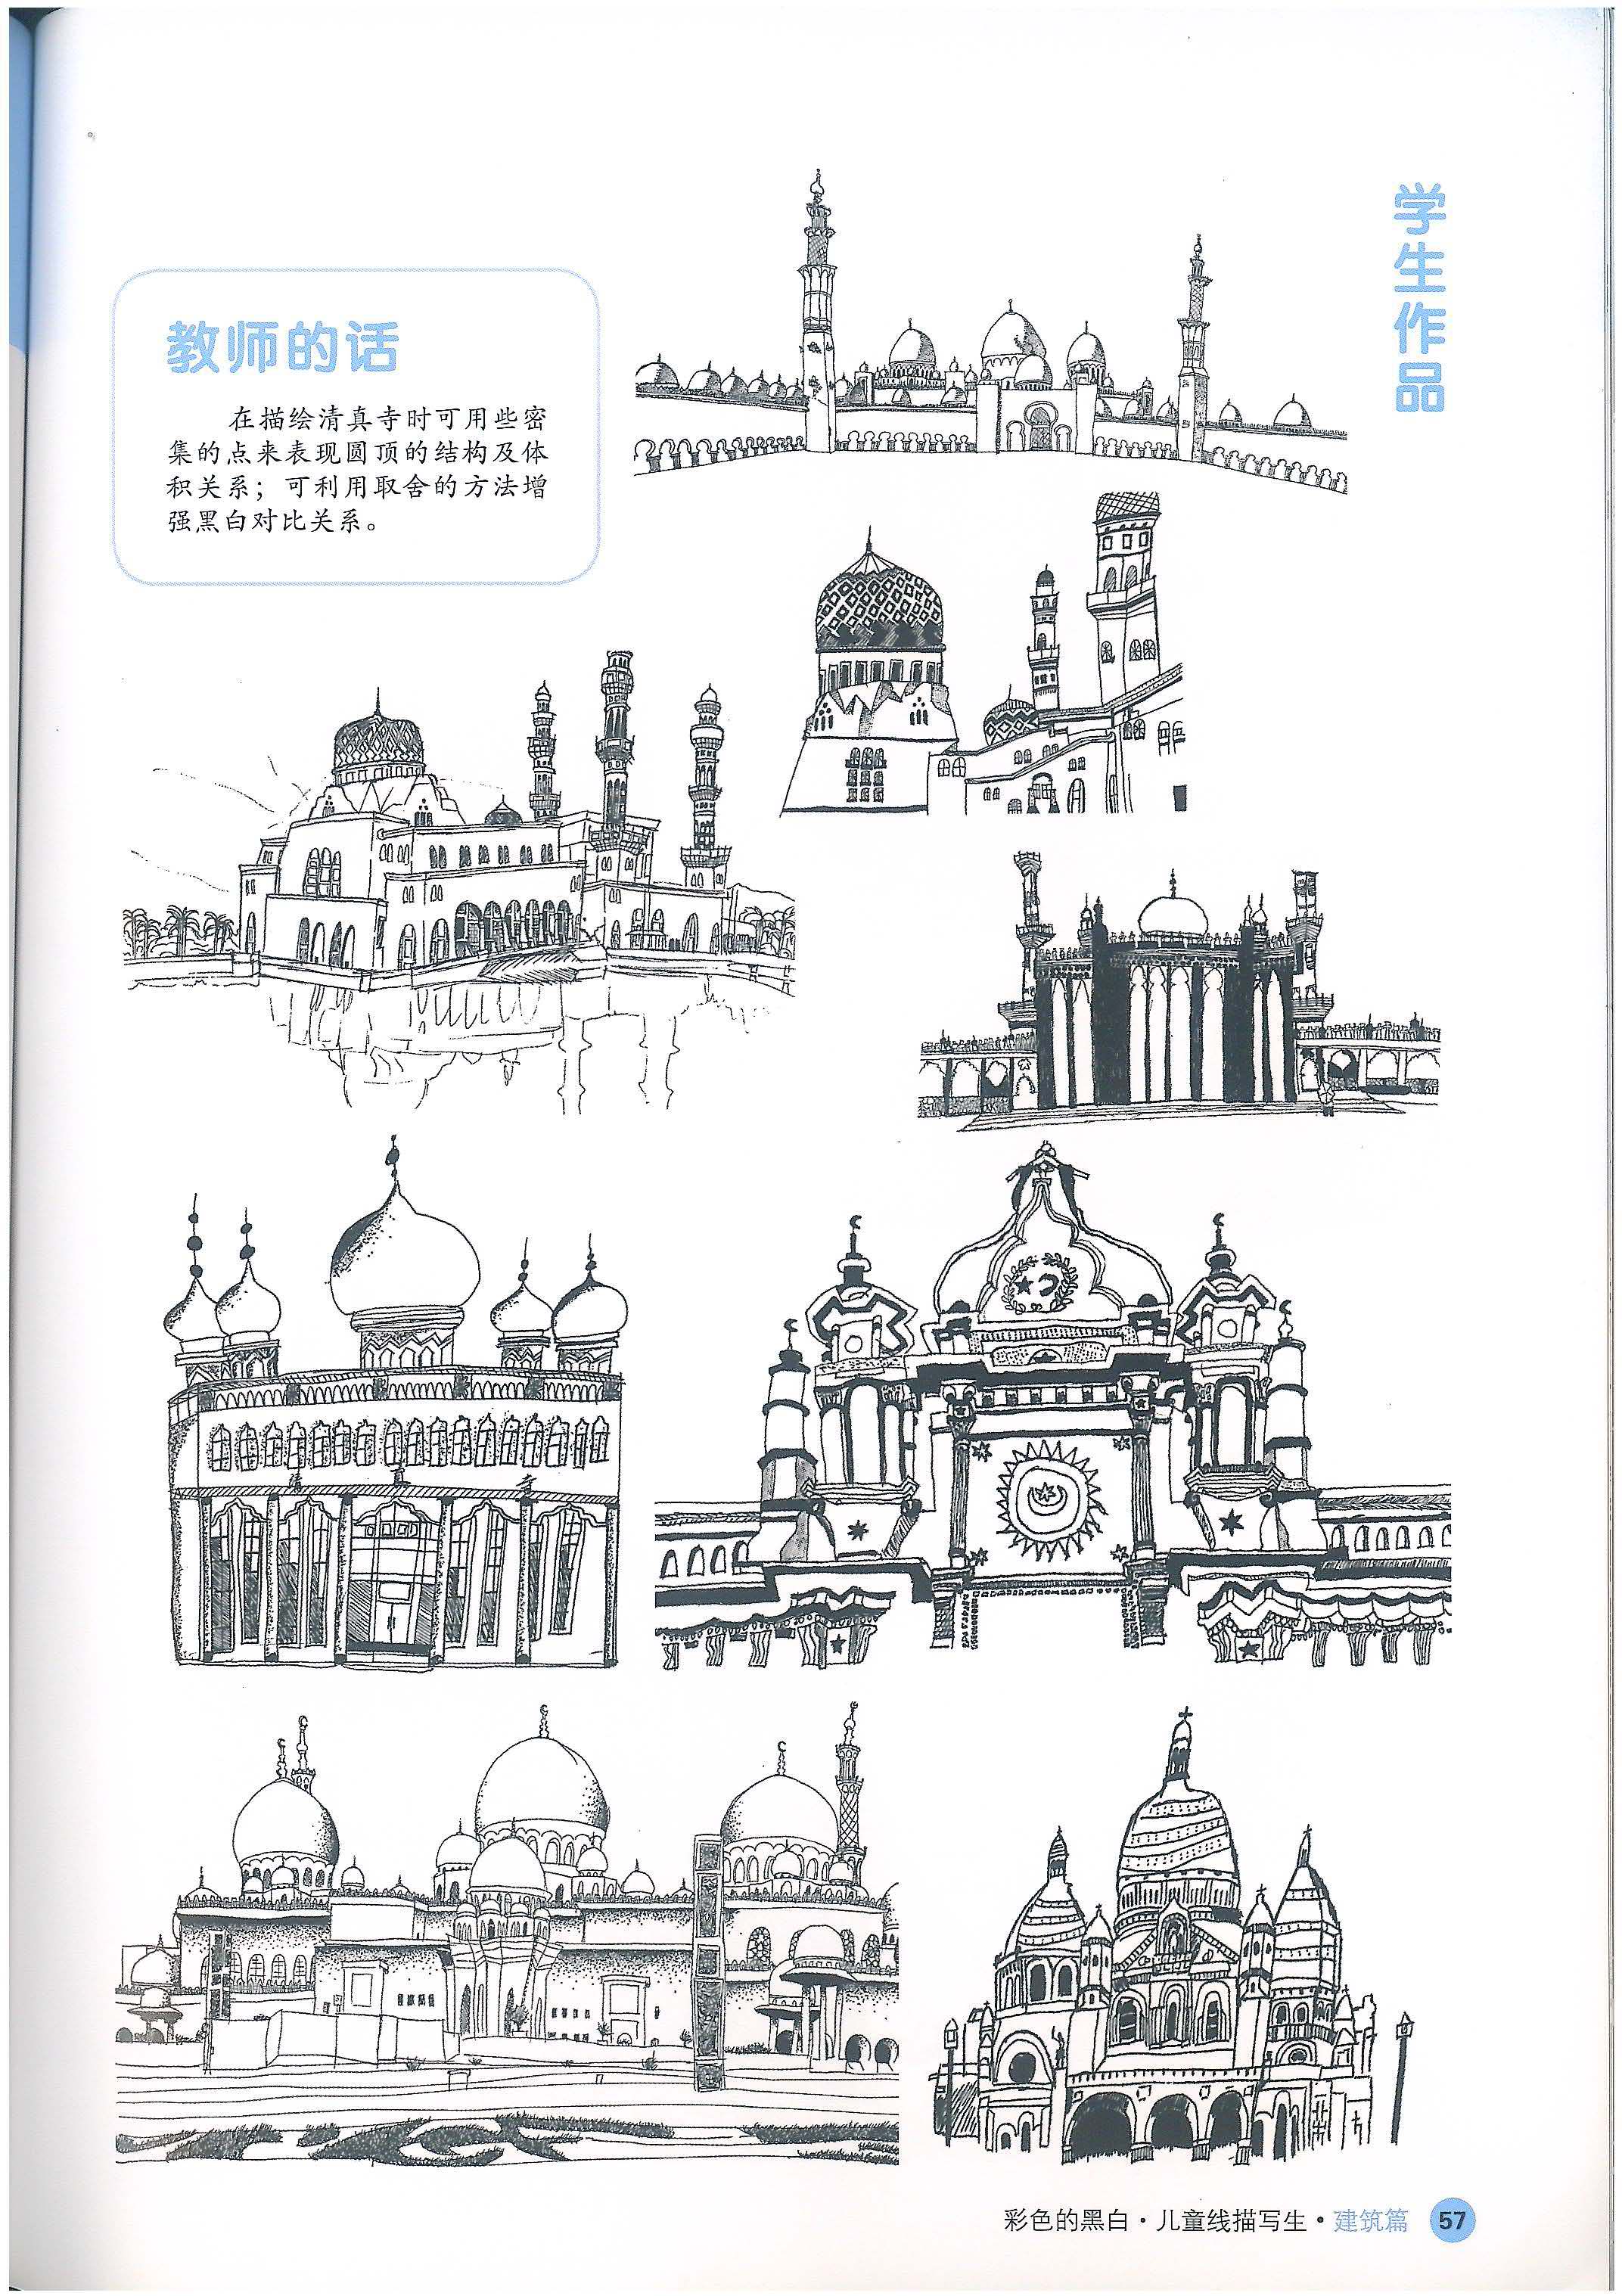 学生作品
教师的话
在描绘清真寺时可用些密
集的点来表现圆顶的结构及体
积关系；可利用取舍的方法增
强黑白对比关系。
清真寺
彩色的黑白·儿童线描写生·建筑篇 57